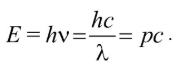 E = hν = hc/λ = pc.